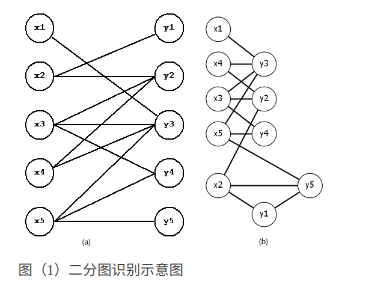 x1 y1
x2 y2
x3 y3
x4 y4
x5 y5
(a)
x1
x4 y3
x3 y2
x5 y4
x2 y5
y1
(b)
图（1）二分图识别示意图